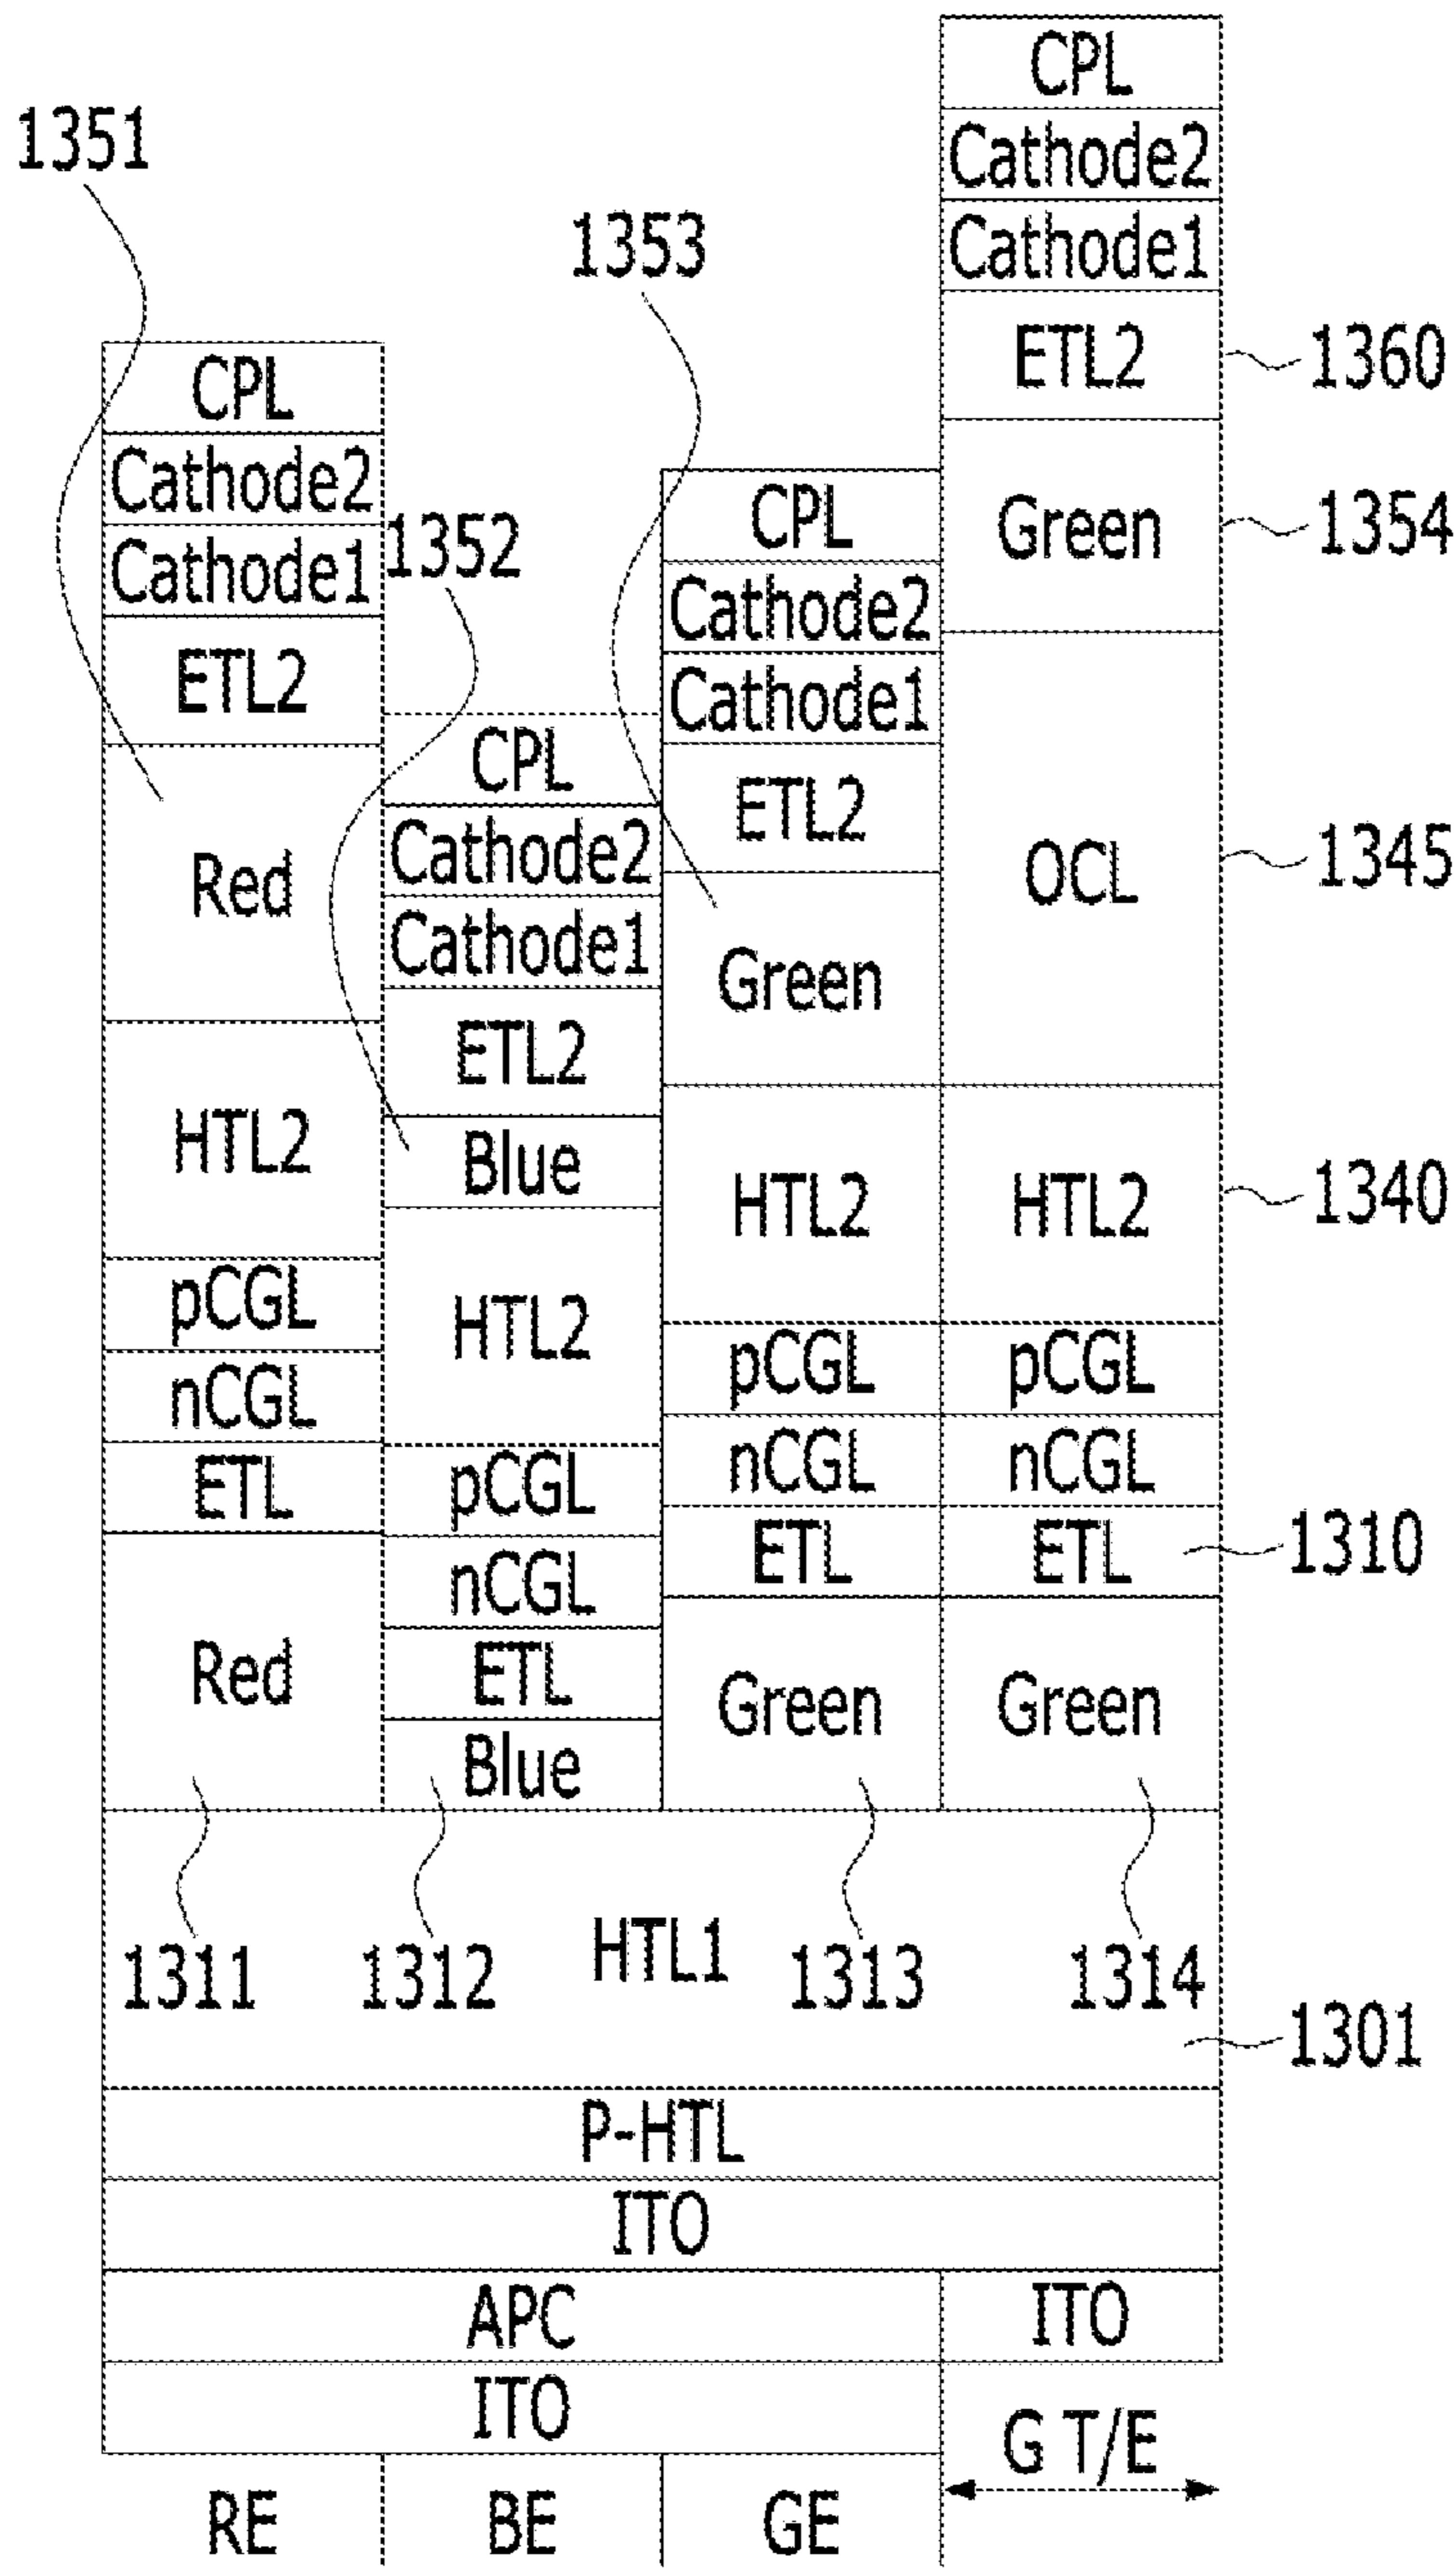 CPL
Cathode2
Cathode1
ETL2
1360
Green
1354
OCL
1345
HTL2
1340
pCGL
nCGL
ETL
1310
Green
1314
1351
CPL
Cathode2
Cathode1
ETL2
Red
HTL2
pCGL
nCGL
ETL
Red
1311
1352
CPL
Cathode2
Cathode1
ETL2
Blue
HTL2
pCGL
nCGL
ETL
Blue
1312
1353
CPL
Cathode2
Cathode1
ETL2
Green
HTL2
pCGL
nCGL
ETL
Green
1313
HTL1
1301
P-HTL
ITO
APC
ITO
ITO
G T/E
RE
BE
GE